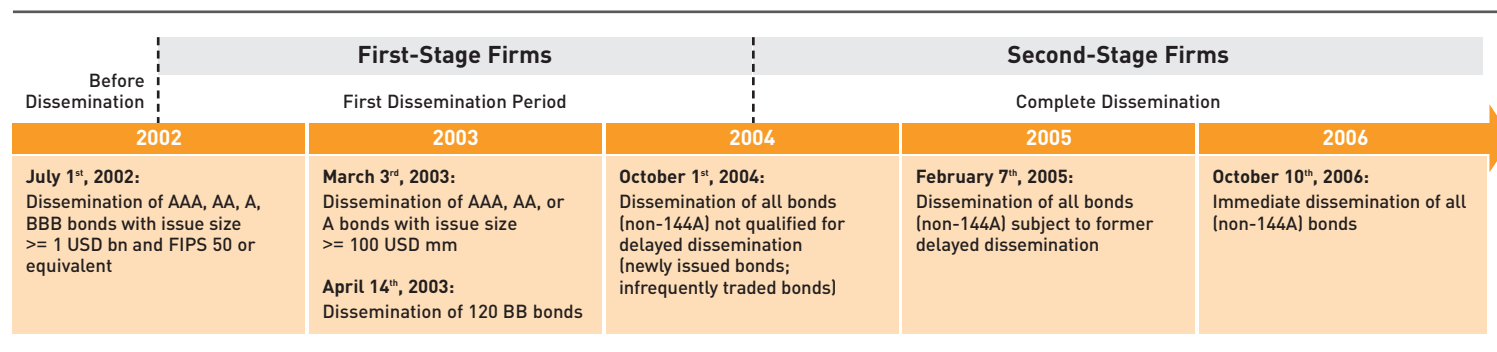 First-Stage Firms
Second-Stage Firms
Before
Dissemination
First Dissemination Period
Complete Dissemination
2002
2003
2004
2005
2006
July 1st, 2002:
Dissemination of AAA, AA, A,
BBB bonds with issue size
>= 1 USD bn and FIPS 50 or
equivalent
March 3rd, 2003:
Dissemination of AAA, AA, or
A bonds with issue size
>= 100 USD mm
April 14th, 2003:
Dissemination of 120 BB bonds
October 1st, 2004:
Dissemination of all bonds
(non-144A) not qualified for
delayed dissemination
(newly issued bonds;
infrequently traded bonds)
February 7th, 2005:
Dissemination of all bonds
(non-144A) subject to former
delayed dissemination
October 10th, 2006:
Immediate dissemination of all
(non-144A) bonds